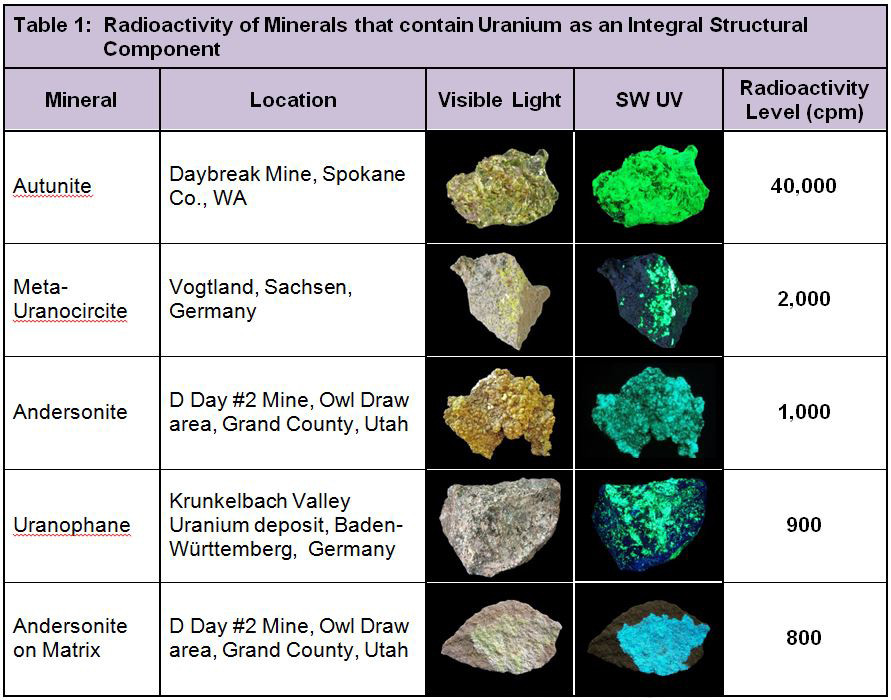 Table 1: Radioactivity of Minerals that contain Uranium as an Integral Structural
Component
Mineral
Location
Visible Light
SW UV
Radioactivity
Level (cpm)
Autunite
Daybreak Mine, Spokane
Co., WA
40,000
Meta-
Uranocircite
Vogtland, Sachsen,
Germany
2,000
Andersonite
D Day #2 Mine, Owl Draw
area, Grand County, Utah
1,000
Uranophane
Krunkelbach Valley
Uranium deposit, Baden-
Württemberg, Germany
900
Andersonite
on Matrix
D Day #2 Mine, Owl Draw
area, Grand County, Utah
800